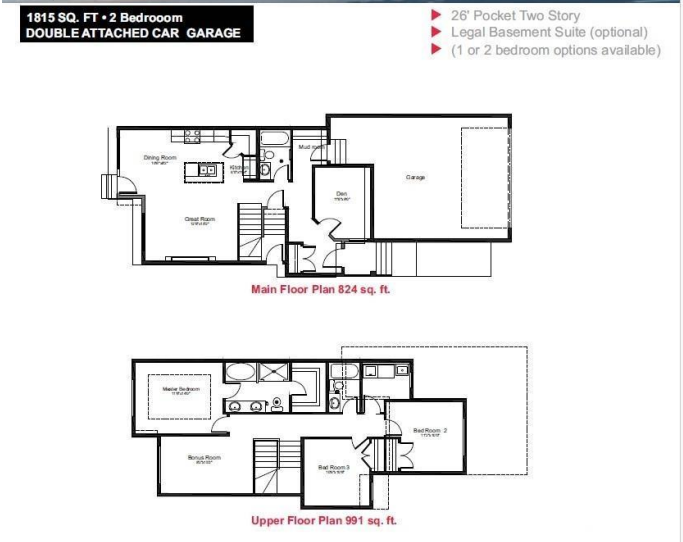 1815 SQ. FT • 2 Bedrooom
DOUBLE ATTACHED CAR GARAGE
26' Pocket Two Story
Legal Basement Suite (optional)
(1 or 2 bedroom options available)
Dining Room
Kitchen
Mud room
Den
Garage
Great Room
Main Floor Plan 824 sq. ft.
Master Bedroom
Bed Room 2
Bonus Room
Bed Room 3
Upper Floor Plan 991 sq. ft.